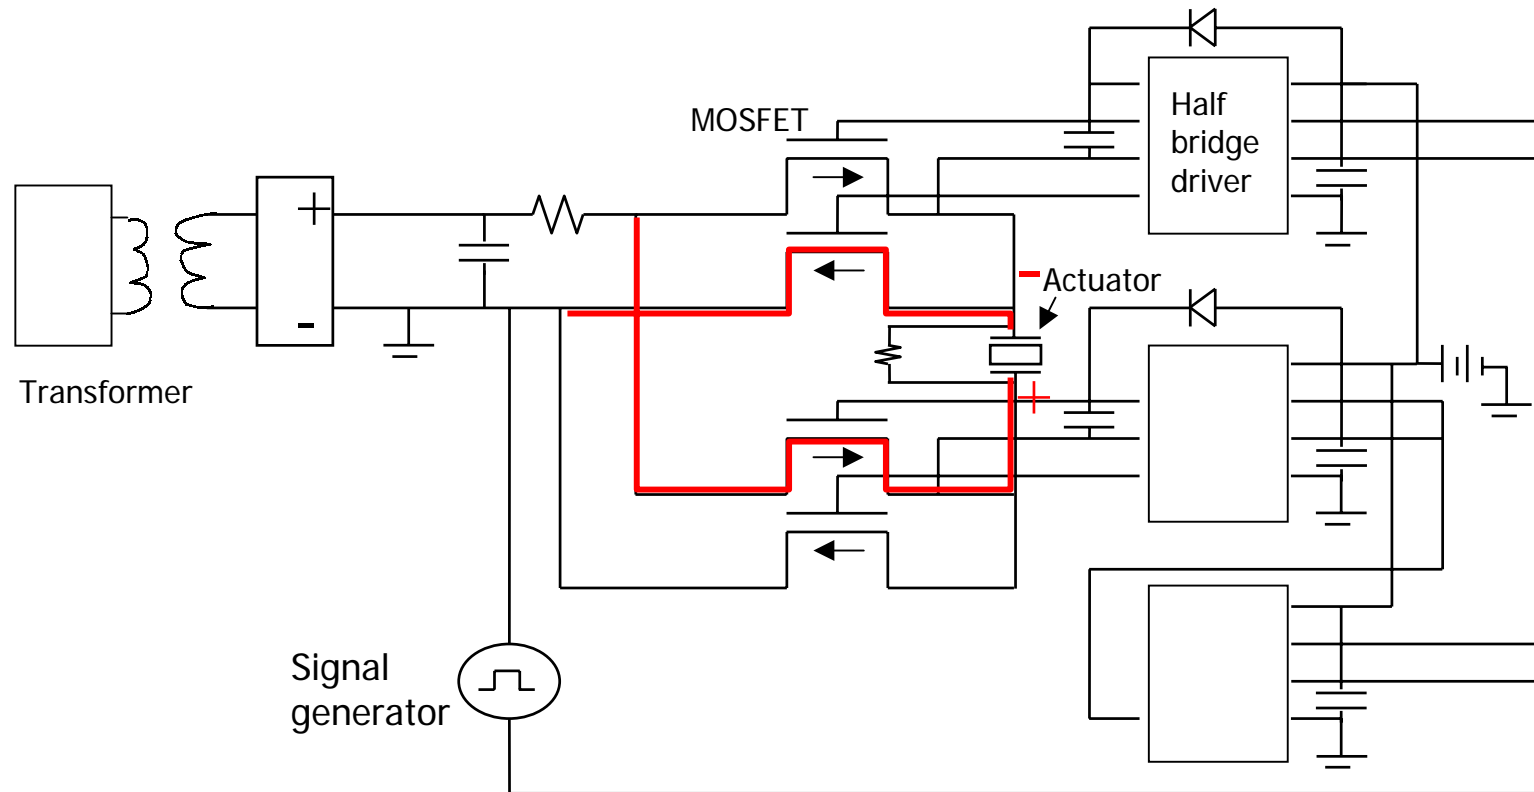 Half
bridge
driver
MOSFET
+
-
- Actuator
+
Transformer
Signal
generator